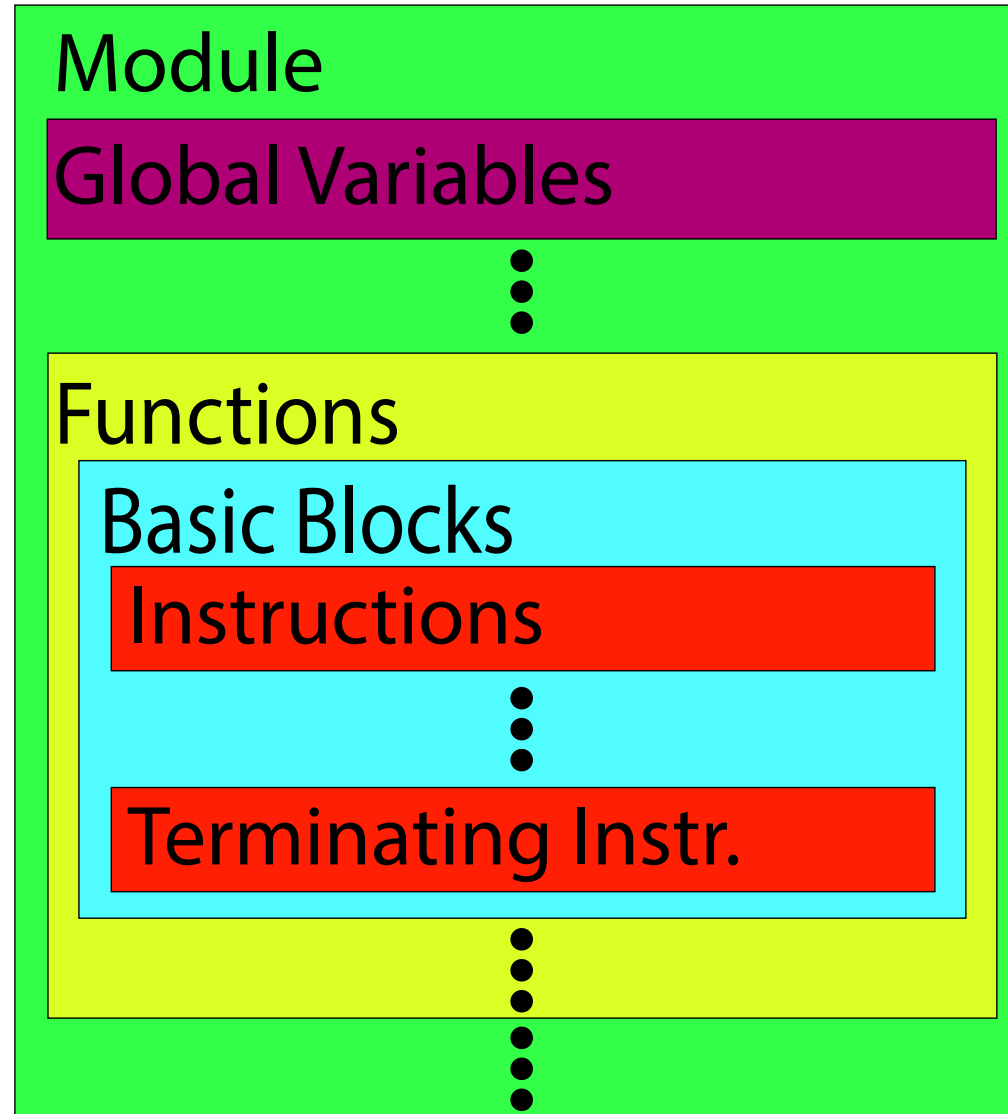 Module
Global Variables
Functions
Basic Blocks
Instructions
Terminating Instr.